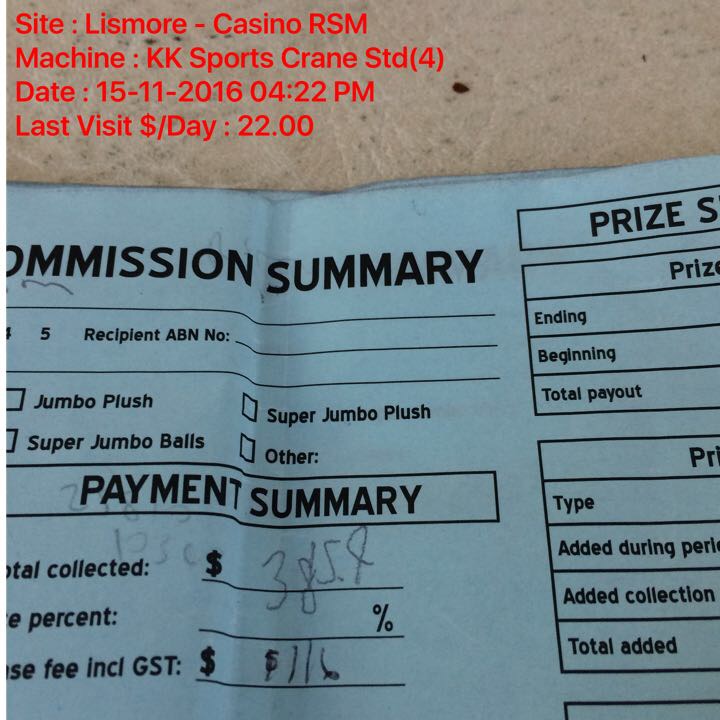 Site : Lismore - Casino RSM
Machine : KK Sports Crane Std(4)
Date : 15-11-2016 04:22 PM
Last Visit $/Day : 22.00
OMMISSION SUMMARY
5 Recipient ABN No:
Jumbo Plush
Super Jumbo Plush
Super Jumbo Balls
Other:
PAYMENT SUMMARY
otal collected: $
e percent: %
se fee incl GST: $ $116
PRIZE S
Prize
Ending
Beginning
Total payout
Pri
Type
Added during peri
Added collection
Total added